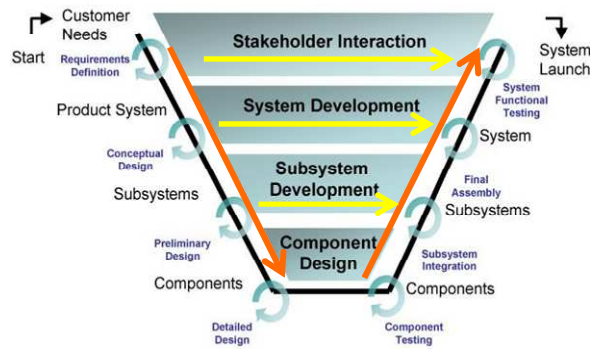 Customer
Needs
Start
Requirements
Definition
Product System
Conceptual
Design
Subsystems
Preliminary
Design
Components
Detailed
Design
Stakeholder Interaction
System Development
Subsystem
Development
Component
Design
System
Launch
System
Functional
Testing
System
Final
Assembly
Subsystems
Subsystem
Integration
Components
Component
Testing